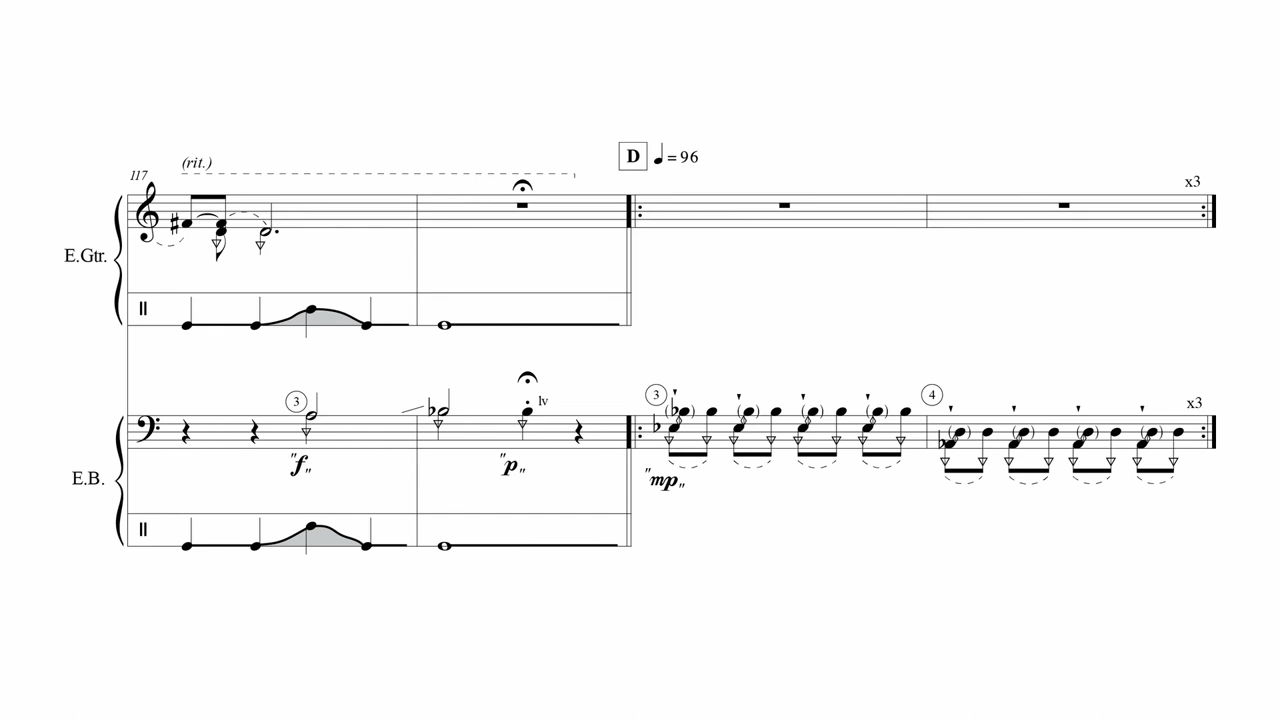 (rit.)
117
D ♩ = 96
x3
E.Gtr.
3
lv
3
4
x3
"f"
"p"
"mp"
E.B.